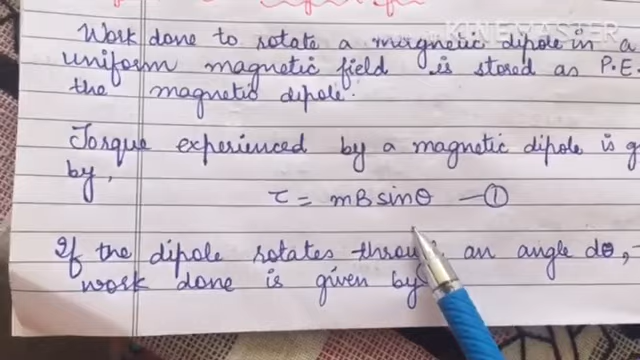 KINEMASTER
Work done to rotate a magnetic dipole in a
uniform magnetic field is stored as P.E.
the magnetic dipole.
Torque experienced by a magnetic dipole is g
by,
τ = mB sinθ —①
If the dipole rotates through an angle dθ,
work done is given by